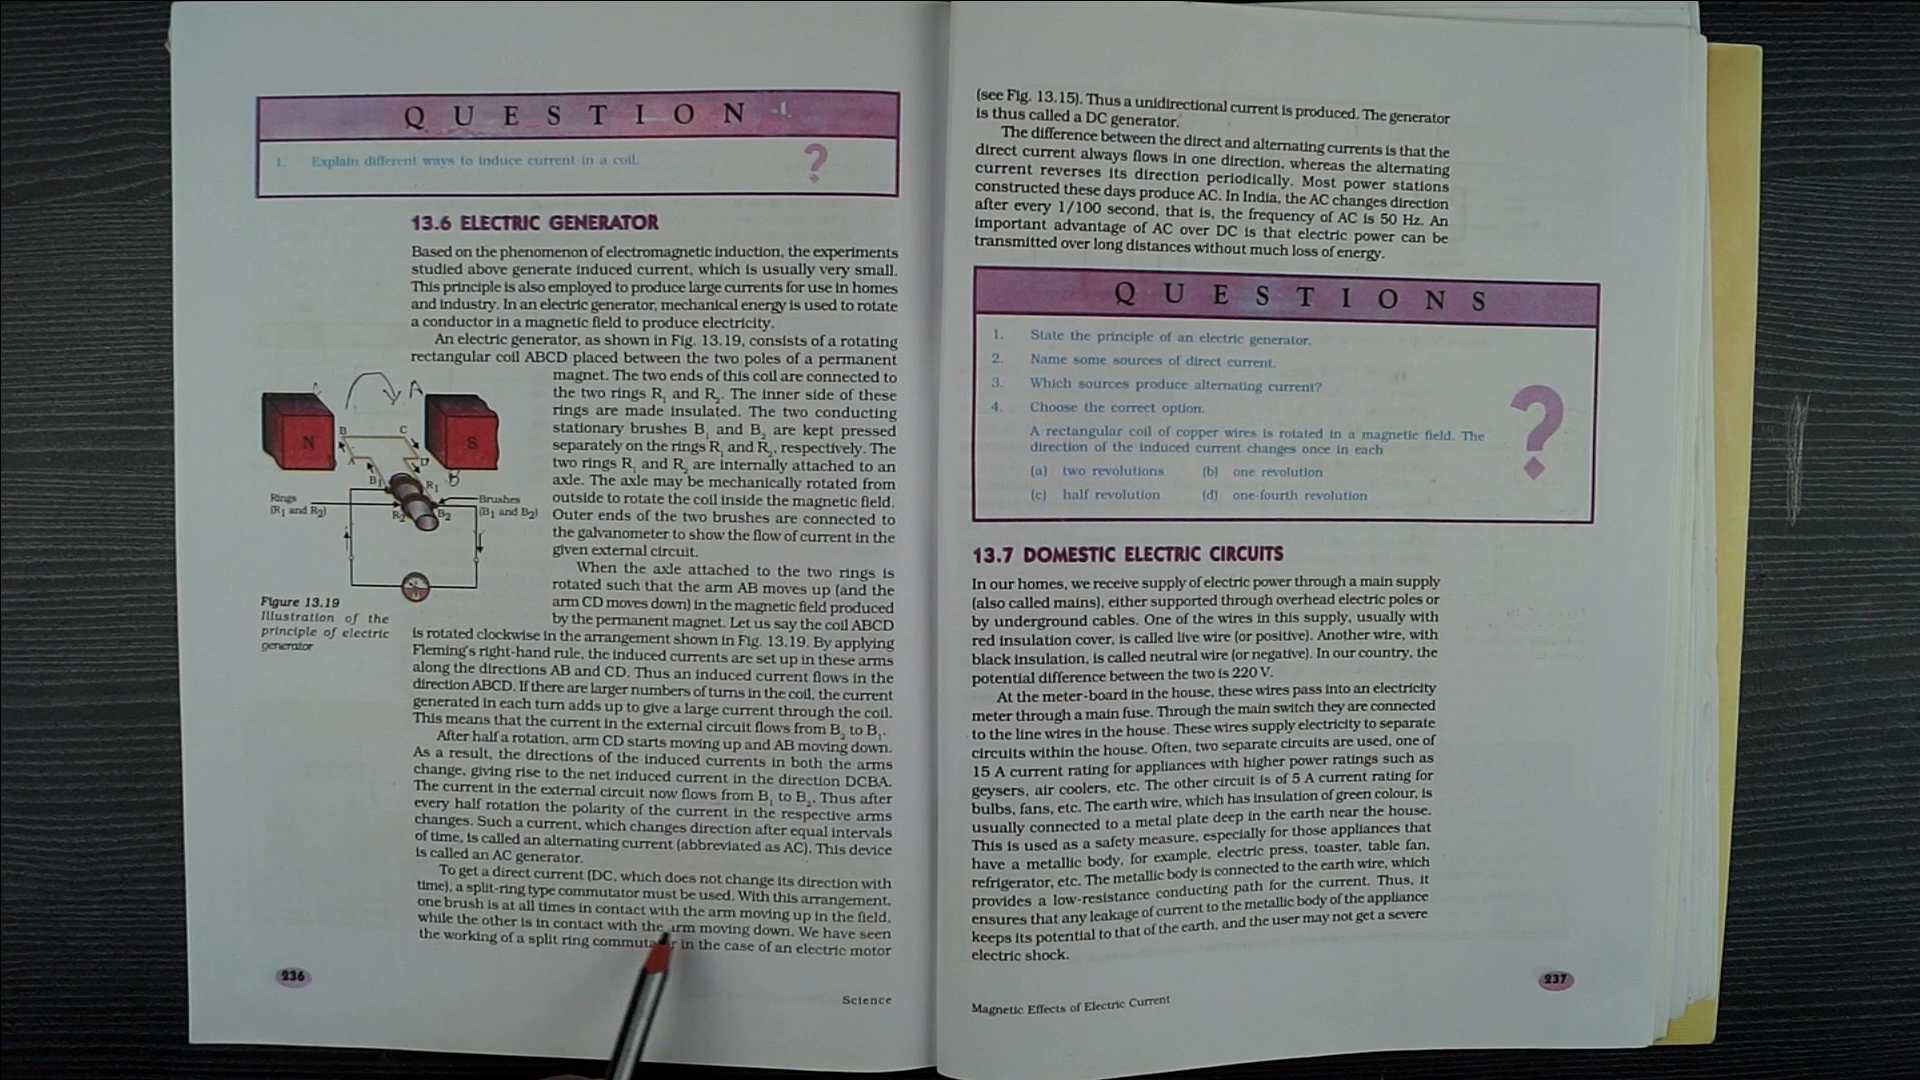 QUESTION
1. Explain different ways to induce current in a coil.
?
13.6 ELECTRIC GENERATOR
Based on the phenomenon of electromagnetic induction, the experiments
studied above generate induced current, which is usually very small.
This principle is also employed to produce large currents for use in homes
and industry. In an electric generator, mechanical energy is used to rotate
a conductor in a magnetic field to produce electricity.
An electric generator, as shown in Fig. 13.19, consists of a rotating
rectangular coil ABCD placed between the two poles of a permanent
magnet. The two ends of this coil are connected to
the two rings R1 and R2. The inner side of these
rings are made insulated. The two conducting
stationary brushes B1 and B2 are kept pressed
separately on the rings R1 and R2, respectively. The
two rings R1 and R2 are internally attached to an
axle. The axle may be mechanically rotated from
outside to rotate the coil inside the magnetic field.
Outer ends of the two brushes are connected to
the galvanometer to show the flow of current in the
given external circuit.
When the axle attached to the two rings is
rotated such that the arm AB moves up (and the
arm CD moves down) in the magnetic field produced
by the permanent magnet. Let us say the coil ABCD
is rotated clockwise in the arrangement shown in Fig. 13.19. By applying
Fleming's right-hand rule, the induced currents are set up in these arms
along the directions AB and CD. Thus an induced current flows in the
direction ABCD. If there are larger numbers of turns in the coil, the current
generated in each turn adds up to give a large current through the coil.
This means that the current in the external circuit flows from B2 to B1.
After half a rotation, arm CD starts moving up and AB moving down.
As a result, the directions of the induced currents in both the arms
change, giving rise to the net induced current in the direction DCBA.
The current in the external circuit now flows from B1 to B2. Thus after
every half rotation the polarity of the current in the respective arms
changes. Such a current, which changes direction after equal intervals
of time, is called an alternating current (abbreviated as AC). This device
is called an AC generator.
To get a direct current (DC, which does not change its direction with
time), a split-ring type commutator must be used. With this arrangement,
one brush is at all times in contact with the arm moving up in the field,
while the other is in contact with the arm moving down. We have seen
the working of a split ring in the case of an electric motor
A
N
S
B
C
A
D
B
B1
R1
Rings
(R1 and R2)
R2
B2
Brushes
(B1 and B2)
Figure 13.19
Illustration of the
principle of electric
generator
236
Science
(see Fig. 13.15). Thus a unidirectional current is produced. The generator
is thus called a DC generator.
The difference between the direct and alternating currents is that the
direct current always flows in one direction, whereas the alternating
current reverses its direction periodically. Most power stations
constructed these days produce AC. In India, the AC changes direction
after every 1/100 second, that is, the frequency of AC is 50 Hz. An
important advantage of AC over DC is that electric power can be
transmitted over long distances without much loss of energy.
QUESTIONS
1. State the principle of an electric generator.
2. Name some sources of direct current.
3. Which sources produce alternating current?
4. Choose the correct option.
A rectangular coil of copper wires is rotated in a magnetic field. The
direction of the induced current changes once in each
(a) two revolutions (b) one revolution
(c) half revolution (d) one-fourth revolution
?
13.7 DOMESTIC ELECTRIC CIRCUITS
In our homes, we receive supply of electric power through a main supply
(also called mains), either supported through overhead electric poles or
by underground cables. One of the wires in this supply, usually with
red insulation cover, is called live wire (or positive). Another wire, with
black insulation, is called neutral wire (or negative). In our country, the
potential difference between the two is 220 V.
At the meter-board in the house, these wires pass into an electricity
meter through a main fuse. Through the main switch they are connected
to the line wires in the house. These wires supply electricity to separate
circuits within the house. Often, two separate circuits are used, one of
15 A current rating for appliances with higher power ratings such as
geysers, air coolers, etc. The other circuit is of 5 A current rating for
bulbs, fans, etc. The earth wire, which has insulation of green colour, is
usually connected to a metal plate deep in the earth near the house.
This is used as a safety measure, especially for those appliances that
have a metallic body, for example, electric press, toaster, table fan,
refrigerator, etc. The metallic body is connected to the earth wire, which
provides a low-resistance conducting path for the current. Thus, it
ensures that any leakage of current to the metallic body of the appliance
keeps its potential to that of the earth, and the user may not get a severe
electric shock.
Magnetic Effects of Electric Current
237